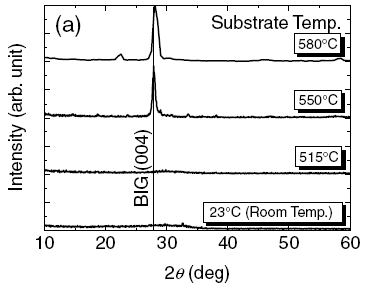 (a)
Substrate Temp.
580°C
550°C
515°C
23°C (Room Temp.)
BIG (004)
Intensity (arb. unit)
10 20 30 40 50 60
2θ (deg)